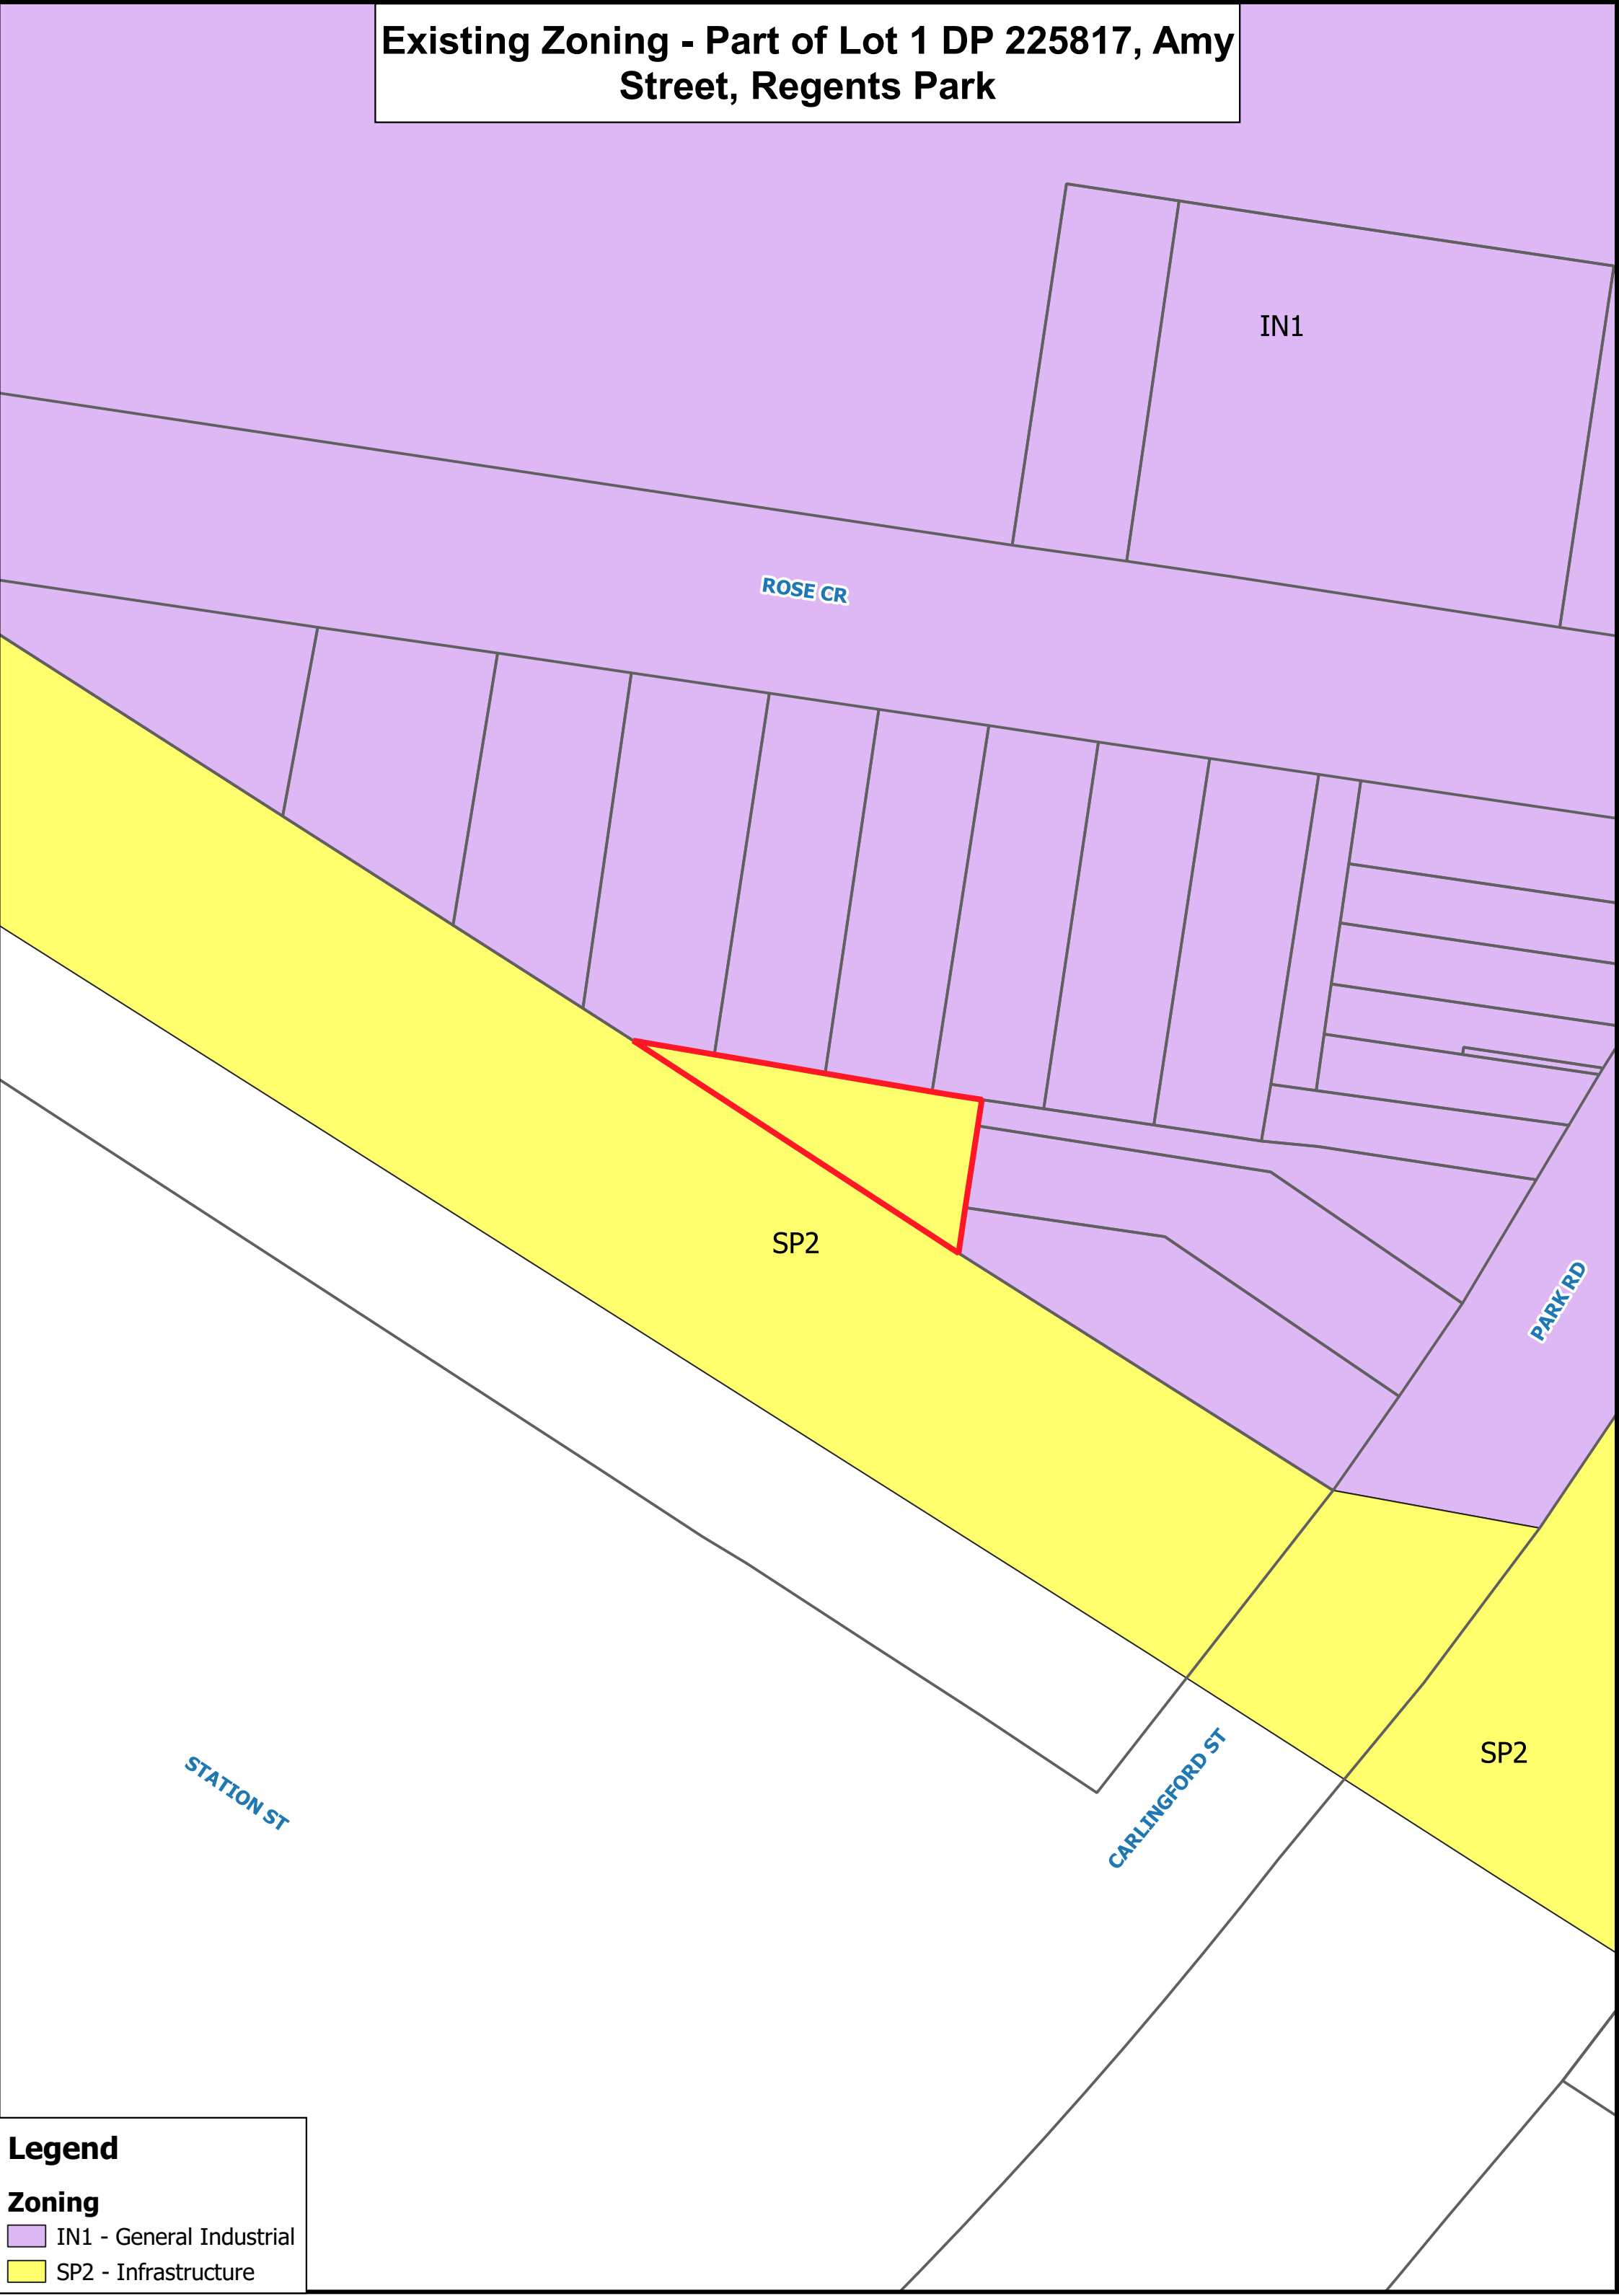 Existing Zoning - Part of Lot 1 DP 225817, Amy
Street, Regents Park
IN1
ROSE CR
SP2
PARK RD
SP2
CARLINGFORD ST
STATION ST
Legend
Zoning
IN1 - General Industrial
SP2 - Infrastructure